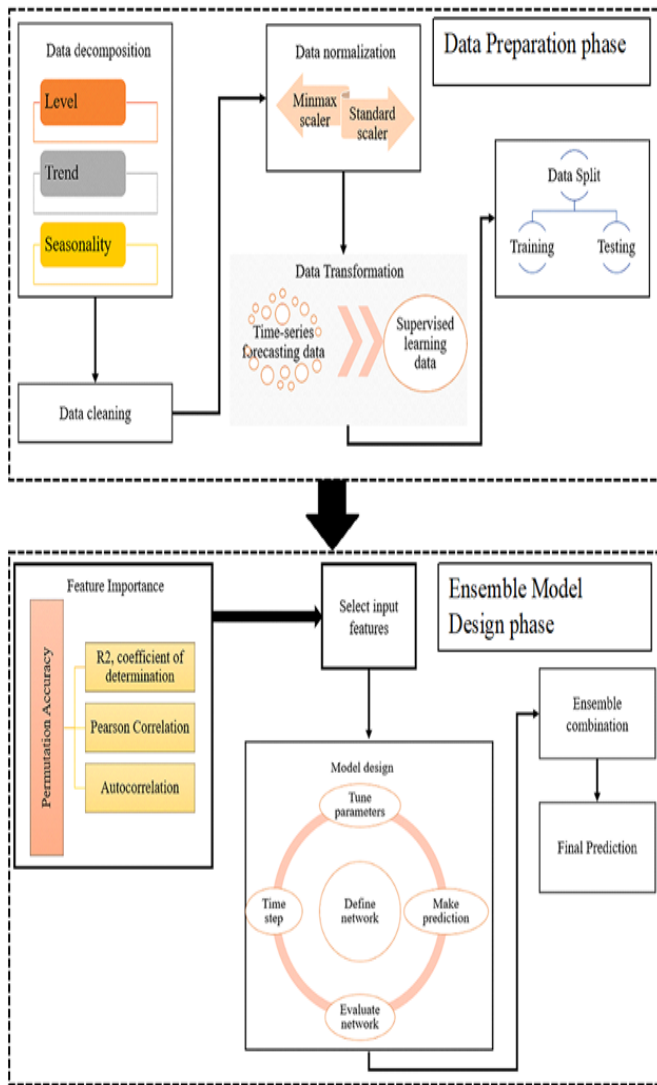 Data Preparation phase
Data decomposition
Level
Trend
Seasonality
Data cleaning
Data normalization
Minmax
scaler
Standard
scaler
Data Transformation
Time-series
forecasting data
Supervised
learning
data
Data Split
Training
Testing
Ensemble Model
Design phase
Feature Importance
Permutation Accuracy
R2, coefficient of
determination
Pearson Correlation
Autocorrelation
Select input
features
Model design
Tune
parameters
Time
step
Define
network
Make
prediction
Evaluate
network
Ensemble
combination
Final Prediction